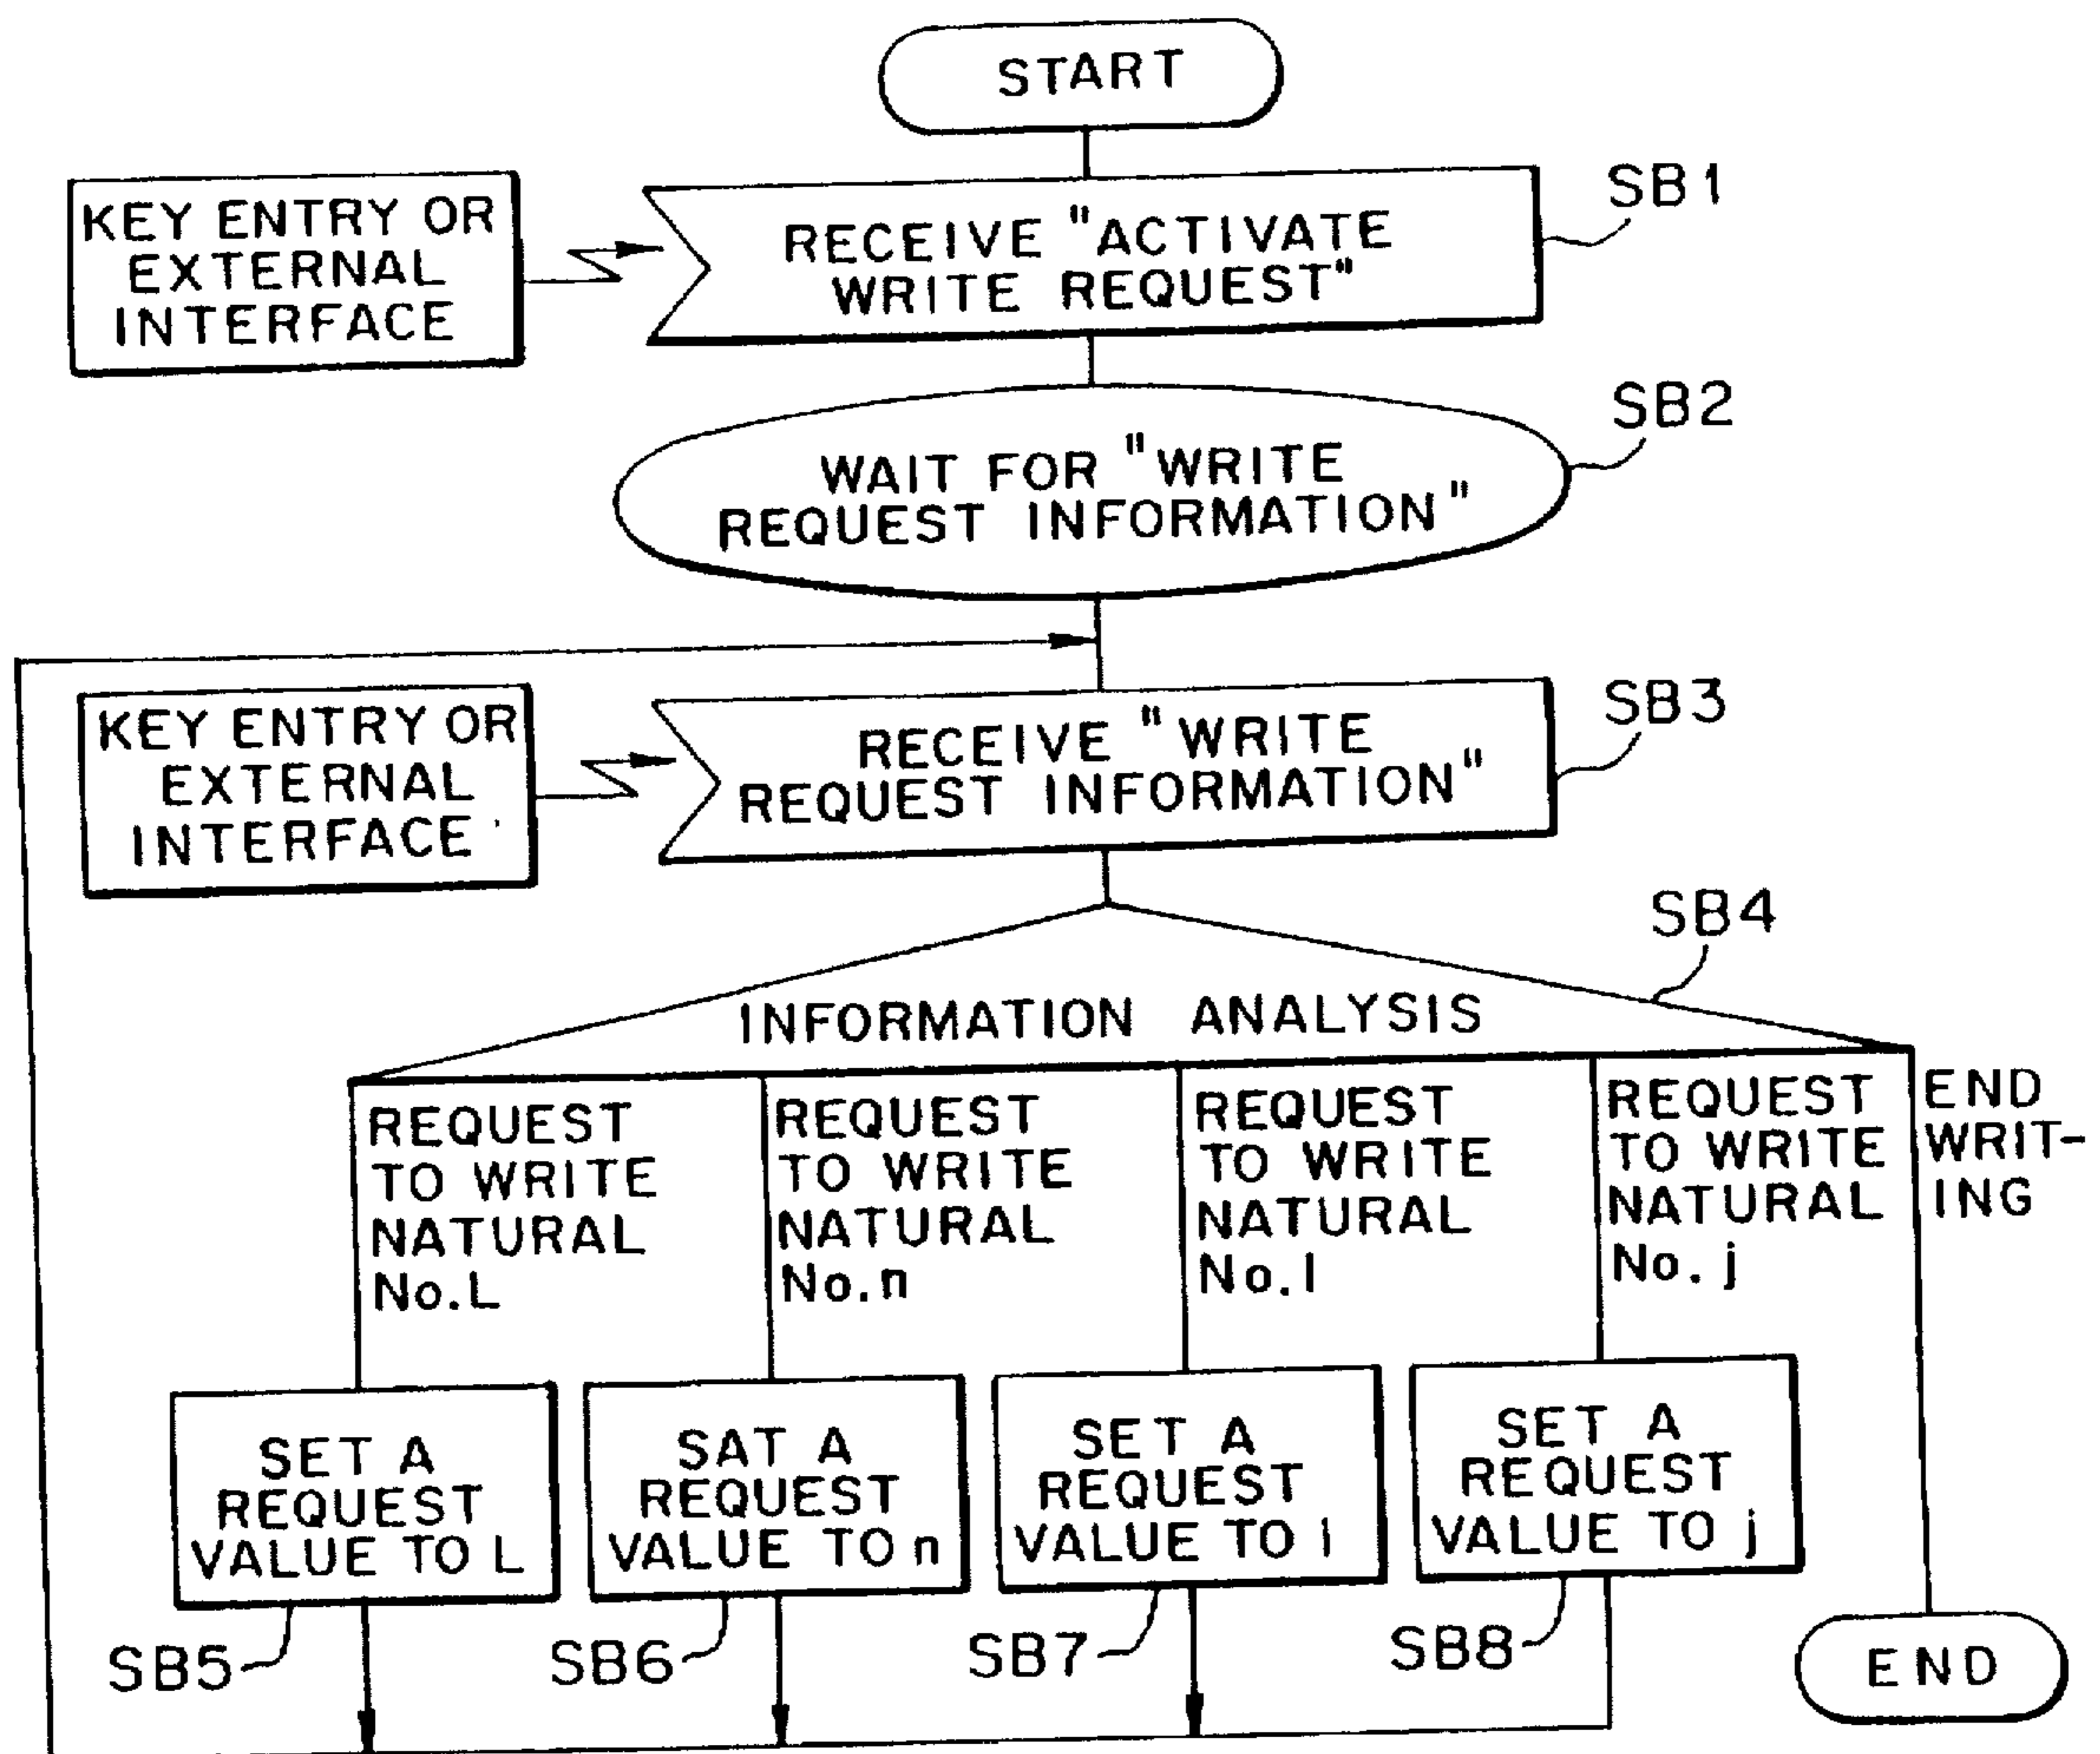 START
KEY ENTRY OR
EXTERNAL
INTERFACE
RECEIVE "ACTIVATE
WRITE REQUEST"
SB1
WAIT FOR "WRITE
REQUEST INFORMATION"
SB2
KEY ENTRY OR
EXTERNAL
INTERFACE
RECEIVE "WRITE
REQUEST INFORMATION"
SB3
SB4
INFORMATION ANALYSIS
REQUEST
TO WRITE
NATURAL
No.L
REQUEST
TO WRITE
NATURAL
No.n
REQUEST
TO WRITE
NATURAL
No.l
REQUEST
TO WRITE
NATURAL
No.j
END
WRIT-
ING
SET A
REQUEST
VALUE TO L
SAT A
REQUEST
VALUE TO n
SET A
REQUEST
VALUE TO l
SET A
REQUEST
VALUE TO j
SB5
SB6
SB7
SB8
END